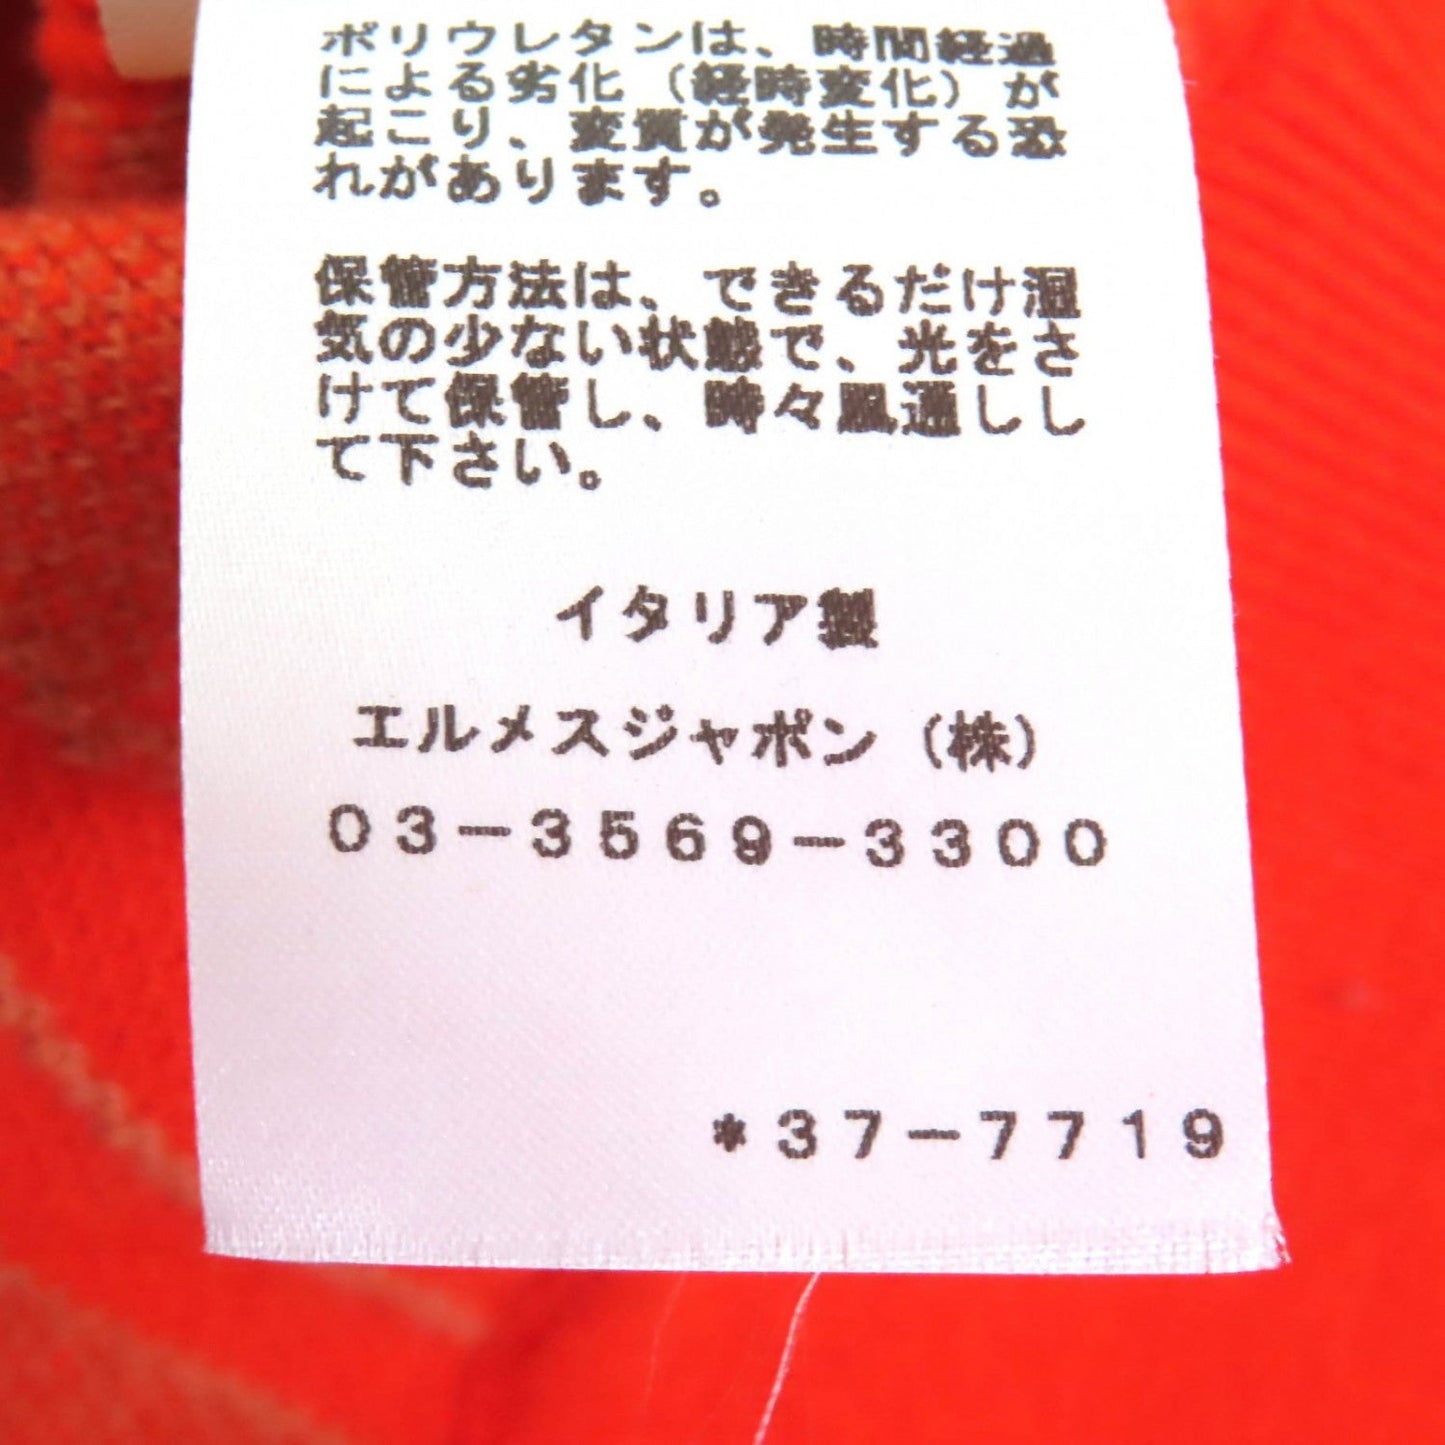 ポリウレタンは、時間経過
による劣化（経時変化）が
起こり、変質が発生する恐
れがあります。
保管方法は、できるだけ湿
気の少ない状態で、光をさ
けて保管し、時々風通しし
て下さい。
イタリア製
エルメスジャポン（株）
03-3569-3300
*37-7719